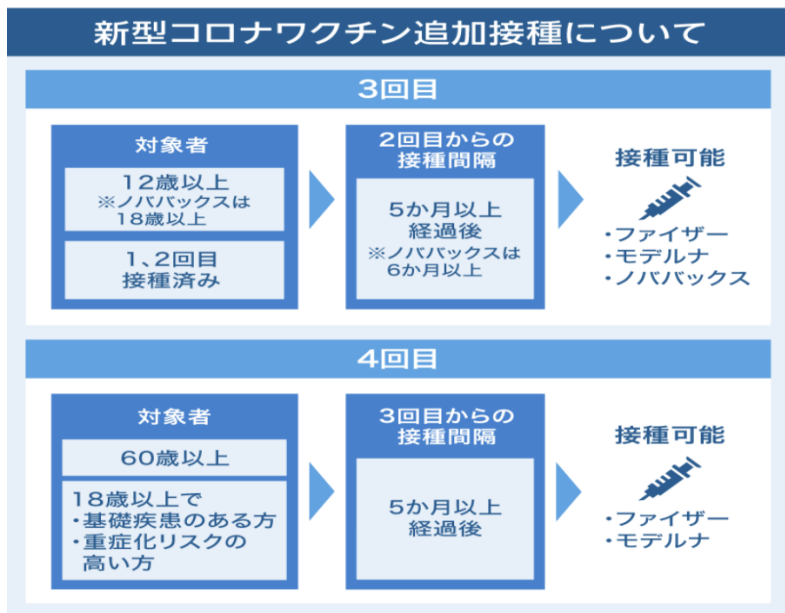 新型コロナワクチン追加接種について
3回目
対象者
12歳以上
※ノババックスは
18歳以上
1、2回目
接種済み
2回目からの
接種間隔
5か月以上
経過後
※ノババックスは
6か月以上
接種可能
・ファイザー
・モデルナ
・ノババックス
4回目
対象者
60歳以上
18歳以上で
・基礎疾患のある方
・重症化リスクの
高い方
3回目からの
接種間隔
5か月以上
経過後
接種可能
・ファイザー
・モデルナ